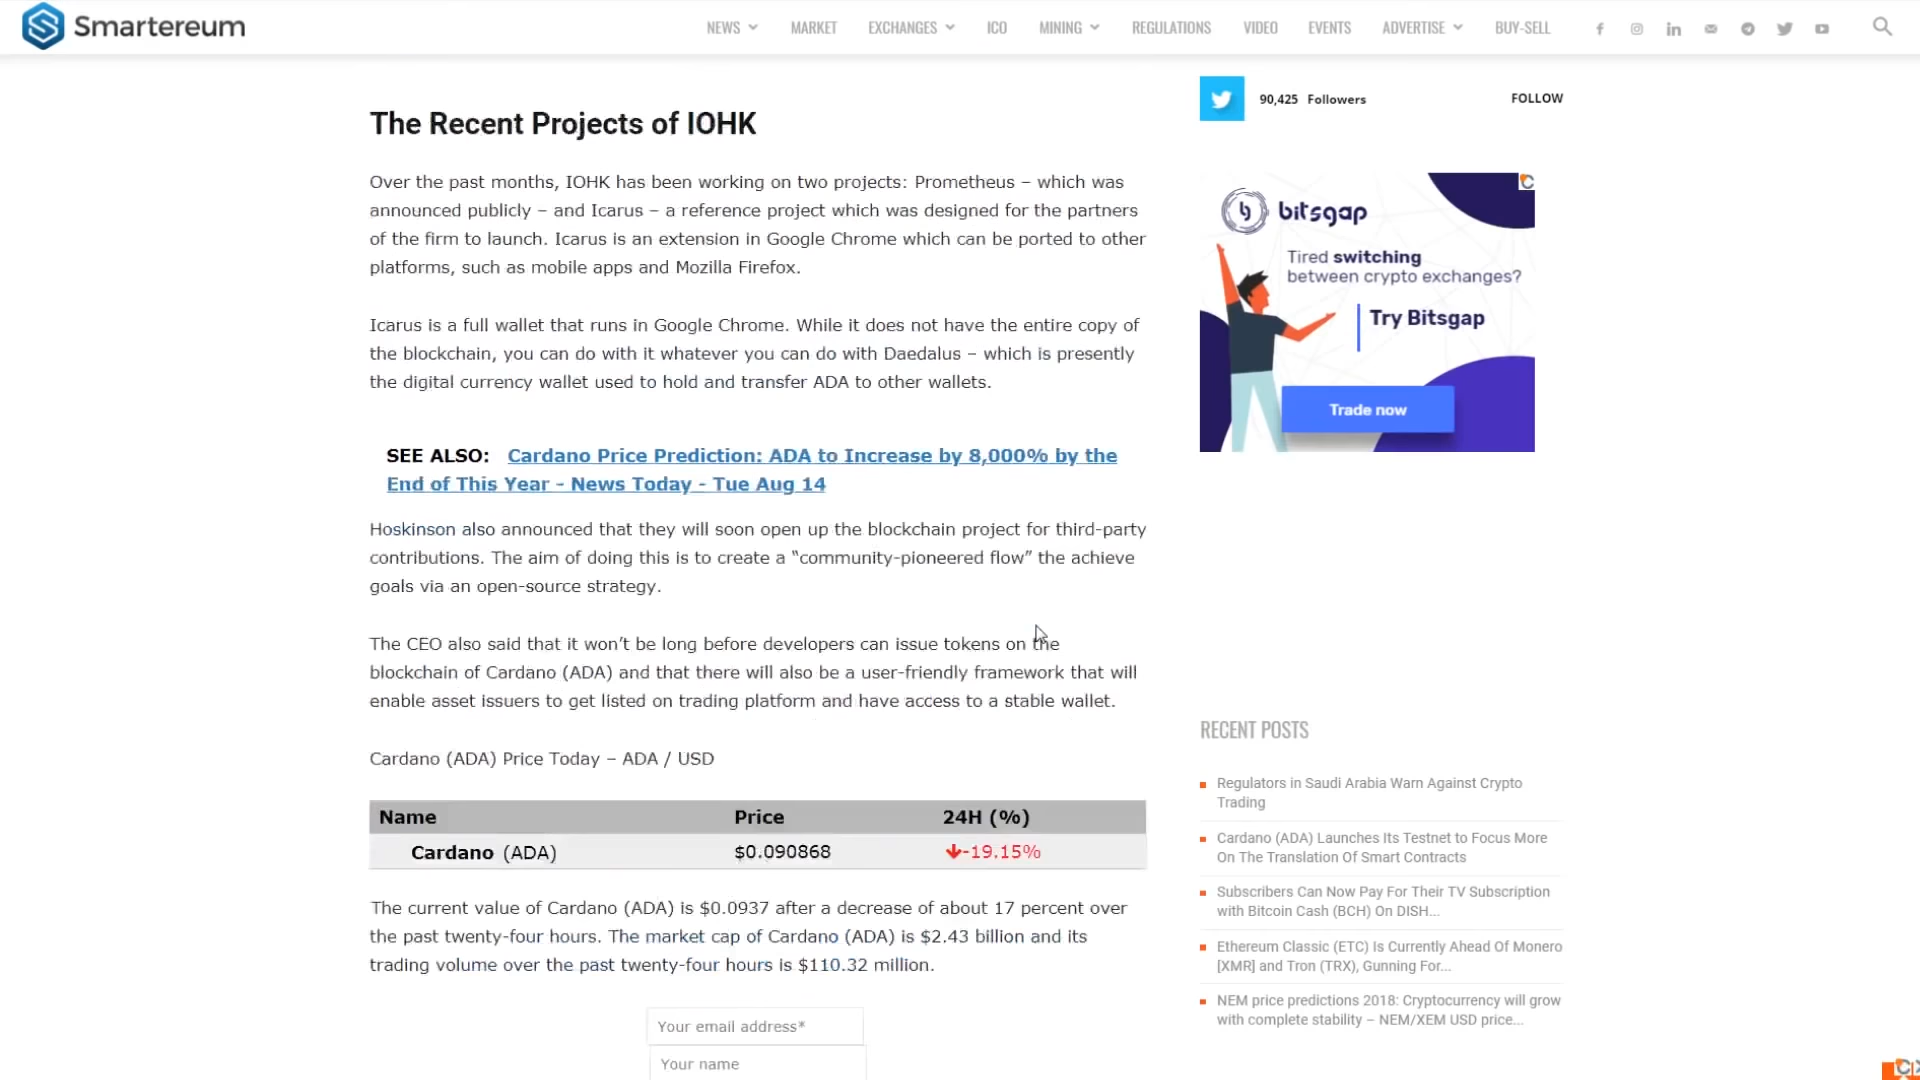 Smartereum
NEWS MARKET EXCHANGES ICO MINING REGULATIONS VIDEO EVENTS ADVERTISE BUY-SELL
The Recent Projects of IOHK
Over the past months, IOHK has been working on two projects: Prometheus – which was
announced publicly – and Icarus – a reference project which was designed for the partners
of the firm to launch. Icarus is an extension in Google Chrome which can be ported to other
platforms, such as mobile apps and Mozilla Firefox.
Icarus is a full wallet that runs in Google Chrome. While it does not have the entire copy of
the blockchain, you can do with it whatever you can do with Daedalus – which is presently
the digital currency wallet used to hold and transfer ADA to other wallets.
SEE ALSO: Cardano Price Prediction: ADA to Increase by 8,000% by the
End of This Year - News Today - Tue Aug 14
Hoskinson also announced that they will soon open up the blockchain project for third-party
contributions. The aim of doing this is to create a “community-pioneered flow” the achieve
goals via an open-source strategy.
The CEO also said that it won’t be long before developers can issue tokens on the
blockchain of Cardano (ADA) and that there will also be a user-friendly framework that will
enable asset issuers to get listed on trading platform and have access to a stable wallet.
Cardano (ADA) Price Today – ADA / USD
Name Price 24H (%)
Cardano (ADA) $0.090868 -19.15%
The current value of Cardano (ADA) is $0.0937 after a decrease of about 17 percent over
the past twenty-four hours. The market cap of Cardano (ADA) is $2.43 billion and its
trading volume over the past twenty-four hours is $110.32 million.
Your email address*
Your name
90,425 Followers FOLLOW
bitsgap
Tired switching
between crypto exchanges?
Try Bitsgap
Trade now
RECENT POSTS
Regulators in Saudi Arabia Warn Against Crypto
Trading
Cardano (ADA) Launches Its Testnet to Focus More
On The Translation Of Smart Contracts
Subscribers Can Now Pay For Their TV Subscription
with Bitcoin Cash (BCH) On DISH...
Ethereum Classic (ETC) Is Currently Ahead Of Monero
[XMR] and Tron (TRX), Gunning For...
NEM price predictions 2018: Cryptocurrency will grow
with complete stability – NEM/XEM USD price...